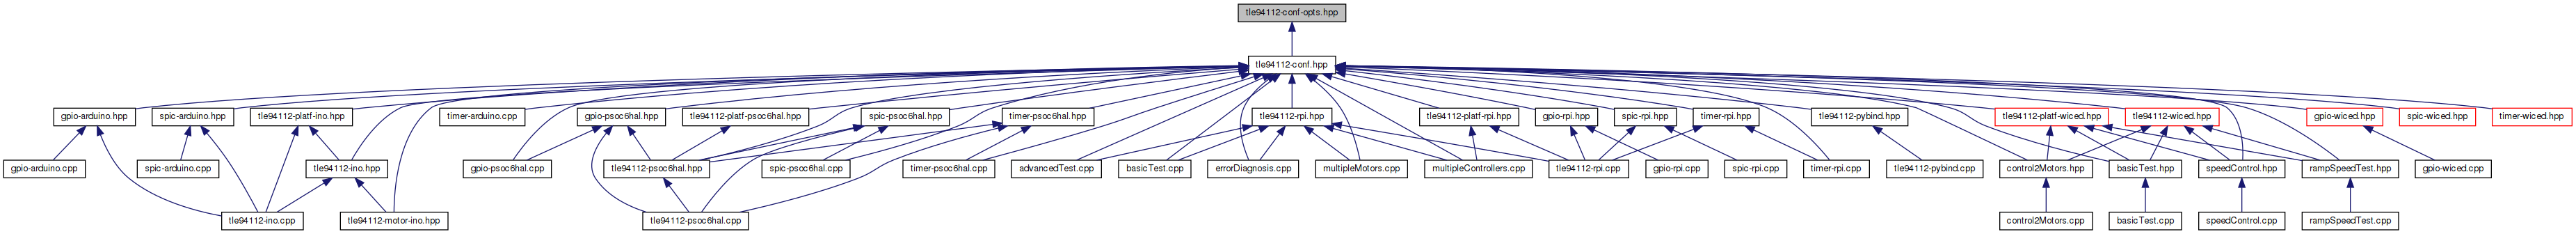 tle94112-conf-opts.hpp
tle94112-conf.hpp
gpio-arduino.hpp
spic-arduino.hpp
tle94112-platf-ino.hpp
timer-arduino.cpp
gpio-psoc6hal.hpp
tle94112-platf-psoc6hal.hpp
spic-psoc6hal.hpp
timer-psoc6hal.hpp
tle94112-rpi.hpp
tle94112-platf-rpi.hpp
gpio-rpi.hpp
spic-rpi.hpp
timer-rpi.hpp
tle94112-pybind.hpp
tle94112-platf-wiced.hpp
tle94112-wiced.hpp
gpio-wiced.hpp
spic-wiced.hpp
timer-wiced.hpp
gpio-arduino.cpp
spic-arduino.cpp
tle94112-ino.hpp
gpio-psoc6hal.cpp
tle94112-psoc6hal.hpp
spic-psoc6hal.cpp
timer-psoc6hal.cpp
advancedTest.cpp
basicTest.cpp
errorDiagnosis.cpp
multipleMotors.cpp
multipleControllers.cpp
tle94112-rpi.cpp
gpio-rpi.cpp
spic-rpi.cpp
timer-rpi.cpp
tle94112-pybind.cpp
control2Motors.hpp
basicTest.hpp
speedControl.hpp
rampSpeedTest.hpp
gpio-wiced.cpp
tle94112-ino.cpp
tle94112-motor-ino.hpp
tle94112-psoc6hal.cpp
control2Motors.cpp
basicTest.cpp
speedControl.cpp
rampSpeedTest.cpp